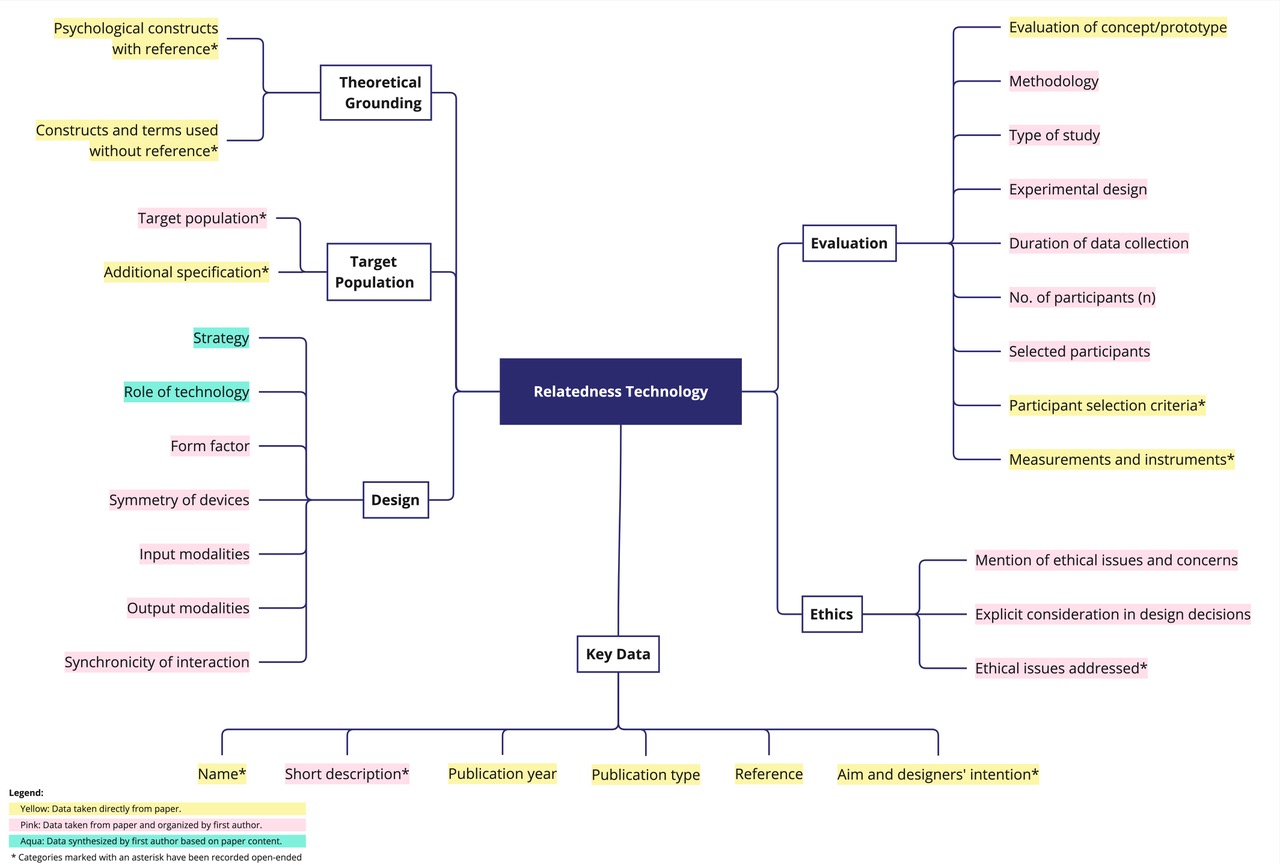 Psychological constructs
with reference*
Constructs and terms used
without reference*
Theoretical
Grounding
Target population*
Additional specification*
Target
Population
Strategy
Role of technology
Form factor
Symmetry of devices
Input modalities
Output modalities
Synchronicity of interaction
Design
Relatedness Technology
Evaluation
Evaluation of concept/prototype
Methodology
Type of study
Experimental design
Duration of data collection
No. of participants (n)
Selected participants
Participant selection criteria*
Measurements and instruments*
Ethics
Mention of ethical issues and concerns
Explicit consideration in design decisions
Ethical issues addressed*
Key Data
Name*
Short description*
Publication year
Publication type
Reference
Aim and designers' intention*
Legend:
Yellow: Data taken directly from paper.
Pink: Data taken from paper and organized by first author.
Aqua: Data synthesized by first author based on paper content.
* Categories marked with an asterisk have been recorded open-ended